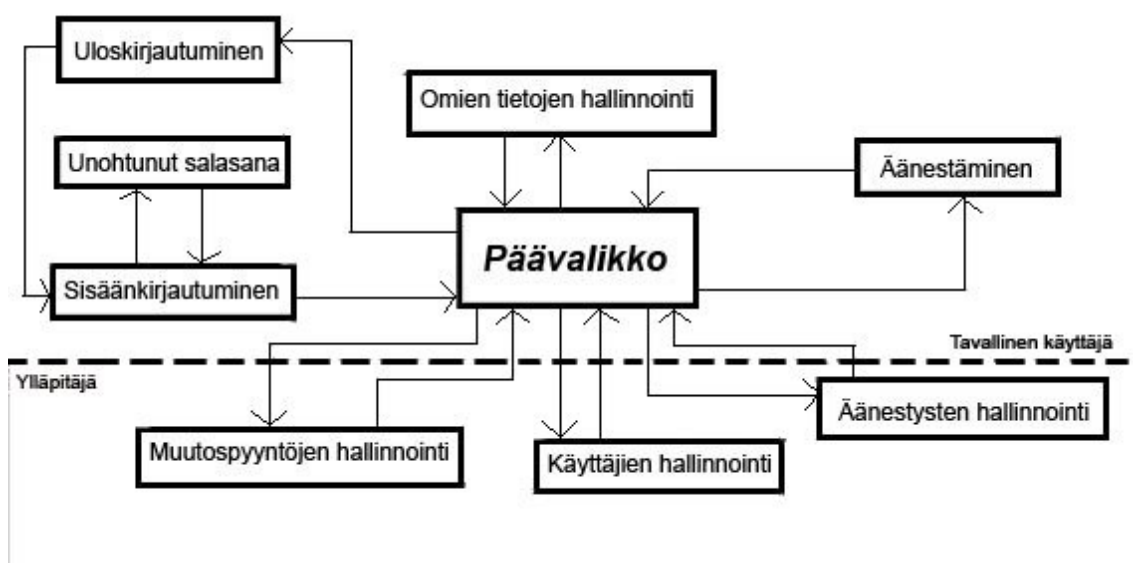 Uloskirjautuminen
Omien tietojen hallinnointi
Unohtunut salasana
Äänestäminen
Päävalikko
Sisäänkirjautuminen
Tavallinen käyttäjä
Ylläpitäjä
Äänestysten hallinnointi
Muutospyyntöjen hallinnointi
Käyttäjien hallinnointi